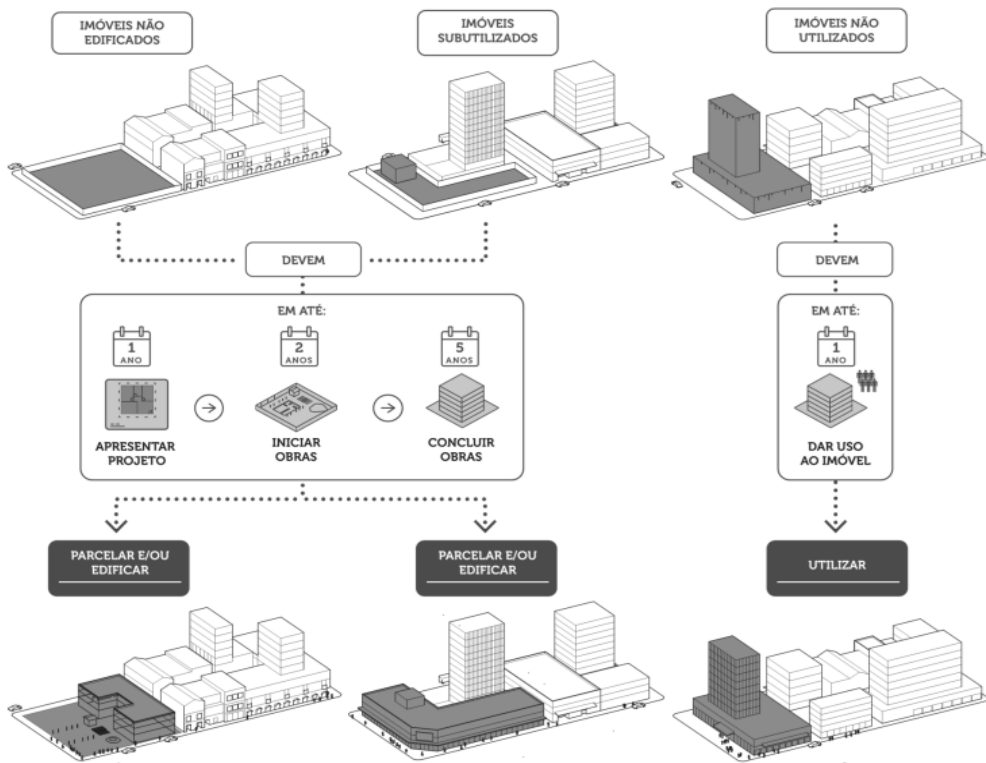 IMÓVEIS NÃO
EDIFICADOS
IMÓVEIS
SUBUTILIZADOS
IMÓVEIS NÃO
UTILIZADOS
DEVEM
DEVEM
EM ATÉ:
1
ANO
2
ANOS
5
ANOS
APRESENTAR
PROJETO
INICIAR
OBRAS
CONCLUIR
OBRAS
EM ATÉ:
1
ANO
DAR USO
AO IMÓVEL
PARCELAR E/OU
EDIFICAR
PARCELAR E/OU
EDIFICAR
UTILIZAR